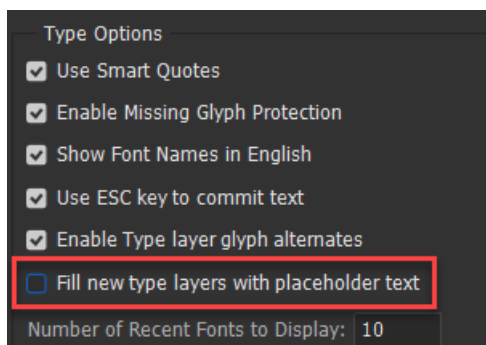 Type Options
Use Smart Quotes
Enable Missing Glyph Protection
Show Font Names in English
Use ESC key to commit text
Enable Type layer glyph alternates
Fill new type layers with placeholder text
Number of Recent Fonts to Display: 10